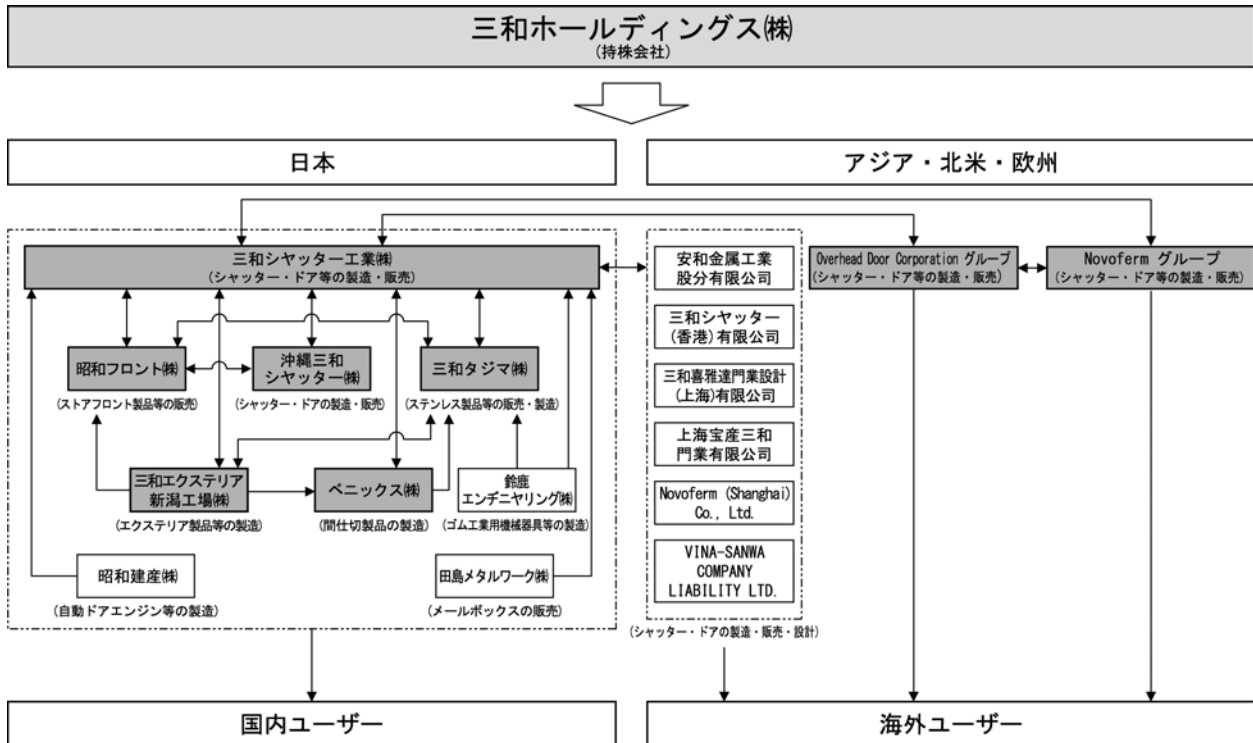 三和ホールディングス㈱
(持株会社)
日本
アジア・北米・欧州
三和シヤッター工業㈱
(シャッター・ドア等の製造・販売)
安和金属工業
股分有限公司
Overhead Door Corporation グループ
(シャッター・ドア等の製造・販売)
Novoferm グループ
(シャッター・ドア等の製造・販売)
三和シヤッター
(香港)有限公司
昭和フロント㈱
(ストアフロント製品等の販売)
沖縄三和
シヤッター㈱
(シャッター・ドアの製造・販売)
三和タジマ㈱
(ステンレス製品等の販売・製造)
三和喜雅達門業設計
(上海)有限公司
上海宝産三和
門業有限公司
三和エクステリア
新潟工場㈱
(エクステリア製品等の製造)
ベニックス㈱
(間仕切製品の製造)
鈴鹿
エンヂニヤリング㈱
(ゴム工業用機械器具等の製造)
Novoferm (Shanghai)
Co., Ltd.
VINA-SANWA
COMPANY
LIABILITY LTD.
昭和建産㈱
(自動ドアエンジン等の製造)
田島メタルワーク㈱
(メールボックスの販売)
(シャッター・ドアの製造・販売・設計)
国内ユーザー
海外ユーザー